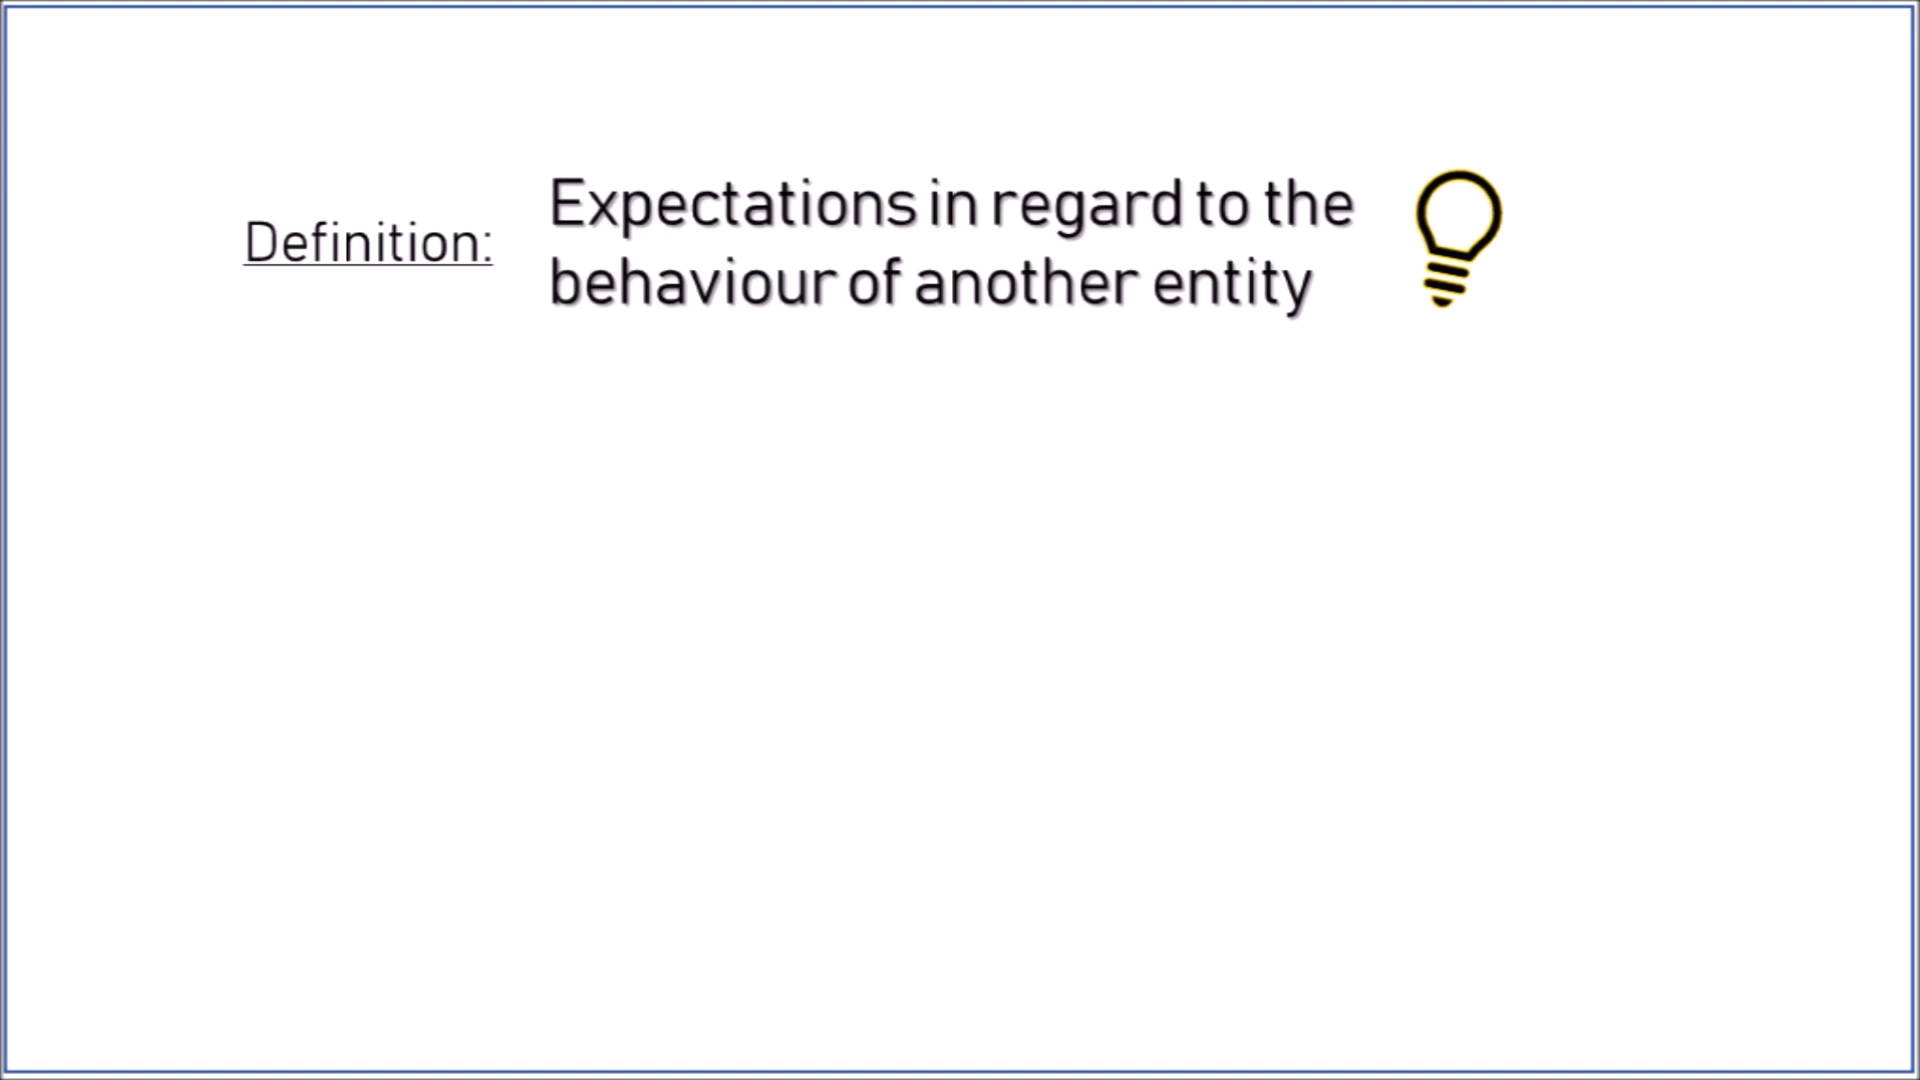 Definition:
Expectations in regard to the
behaviour of another entity